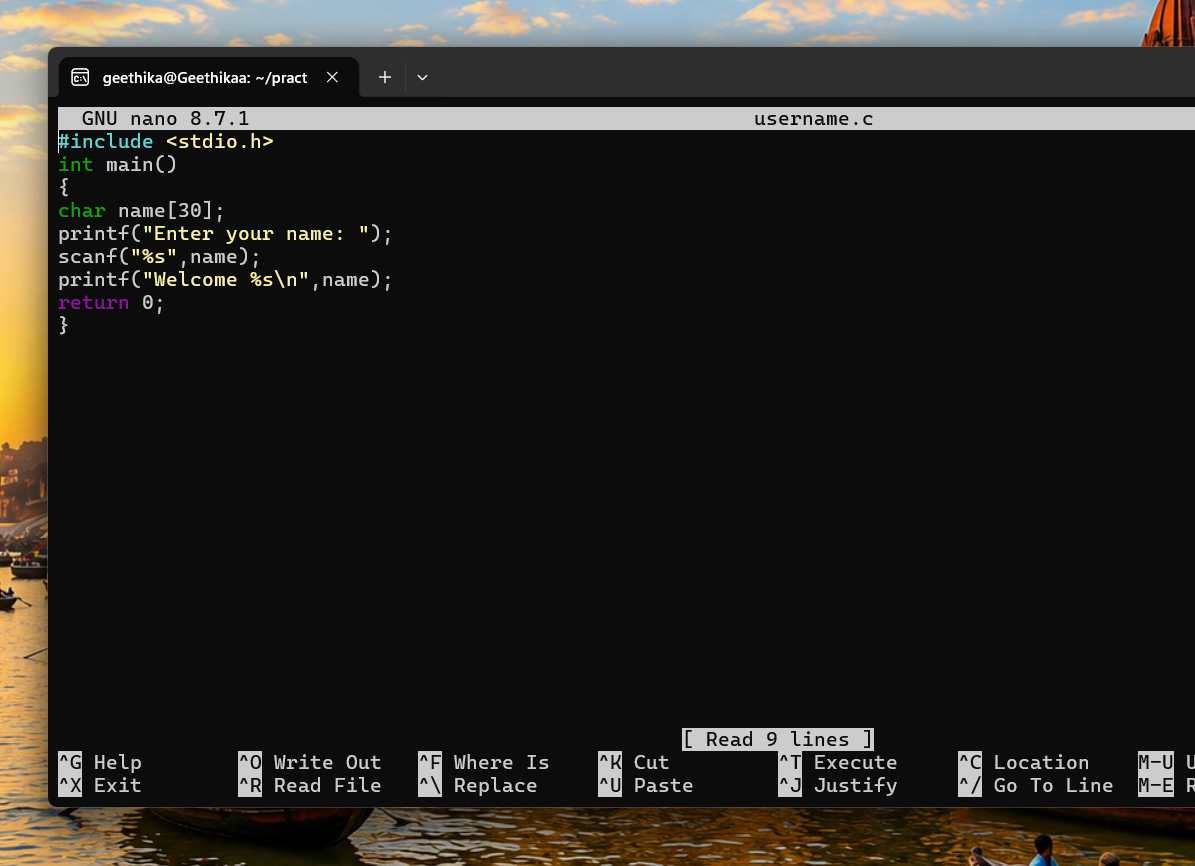 geethika@Geethikaa: ~/pract
GNU nano 8.7.1 username.c
#include <stdio.h>
int main()
{
char name[30];
printf("Enter your name: ");
scanf("%s",name);
printf("Welcome %s\n",name);
return 0;
}
[ Read 9 lines ]
^G Help ^O Write Out ^F Where Is ^K Cut ^T Execute ^C Location M-U
^X Exit ^R Read File ^\ Replace ^U Paste ^J Justify ^/ Go To Line M-E